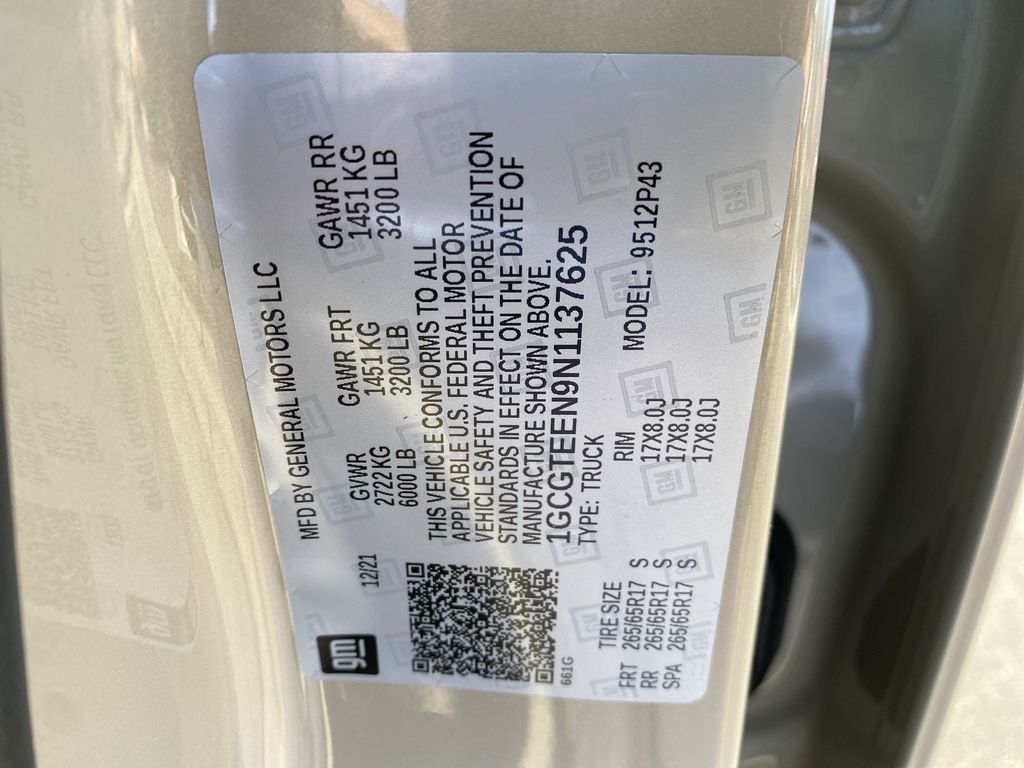 gm
MFD BY GENERAL MOTORS LLC
12/21
GVWR GAWR FRT GAWR RR
2722 KG 1451 KG 1451 KG
6000 LB 3200 LB 3200 LB
THIS VEHICLE CONFORMS TO ALL
APPLICABLE U.S. FEDERAL MOTOR
VEHICLE SAFETY AND THEFT PREVENTION
STANDARDS IN EFFECT ON THE DATE OF
MANUFACTURE SHOWN ABOVE.
1GCGTEEN9N1137625
661G
TYPE: TRUCK MODEL: 9512P43
TIRE SIZE RIM
FRT 265/65R17 S 17X8.0J
RR 265/65R17 S 17X8.0J
SPA 265/65R17 S 17X8.0J